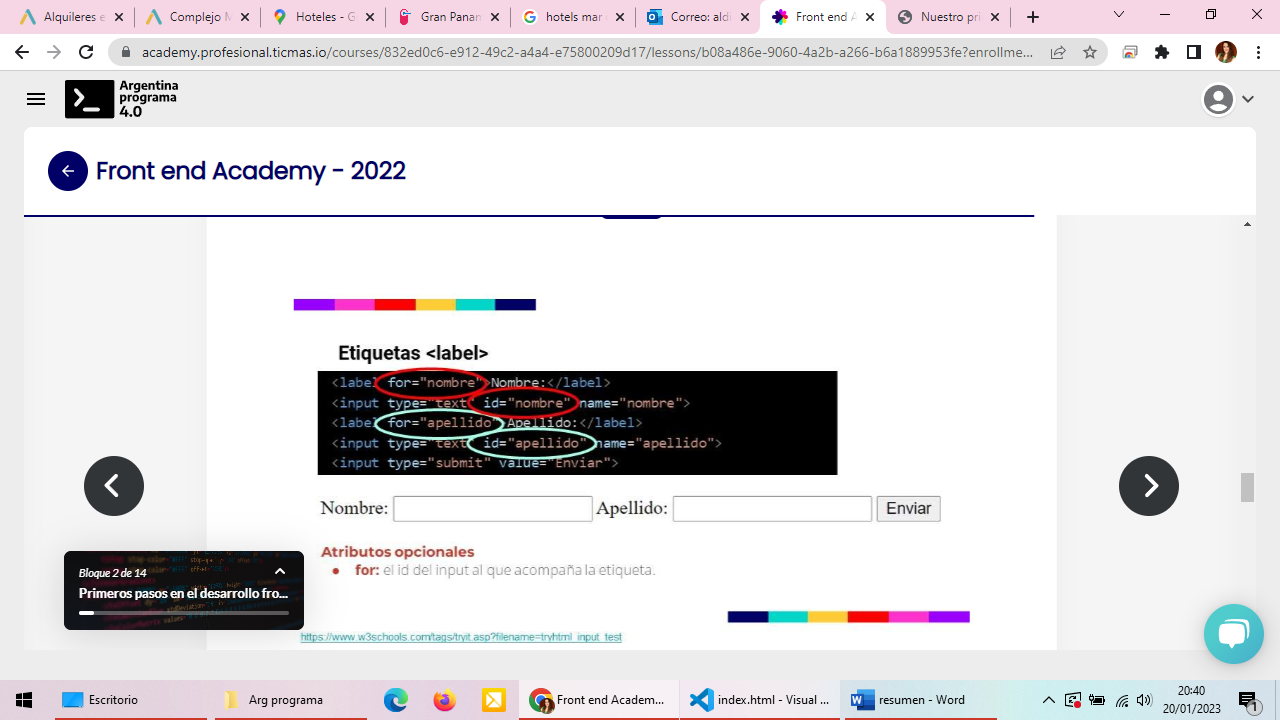 Alquileres e
Complejo M
Hoteles - G
Gran Panam
hotels mar d
Correo: aldi
Front end A
Nuestro pri
academy.profesional.ticmas.io/courses/832ed0c6-e912-49c2-a4a4-e75800209d17/lessons/b08a486e-9060-4a2b-a266-b6a1889953fe?enrollme...
Argentina
programa
4.0
Front end Academy - 2022
Etiquetas <label>
<label for="nombre">Nombre:</label>
<input type="text" id="nombre" name="nombre">
<label for="apellido">Apellido:</label>
<input type="text" id="apellido" name="apellido">
<input type="submit" value="Enviar">
Nombre: Apellido: Enviar
Atributos opcionales
● for: el id del input al que acompaña la etiqueta.
Bloque 2 de 14
Primeros pasos en el desarrollo fro...
https://www.w3schools.com/tags/tryit.asp?filename=tryhtml_input_test
Escritorio
Arg programa
Front end Academ...
index.html - Visual ...
resumen - Word
20:40
20/01/2023
1